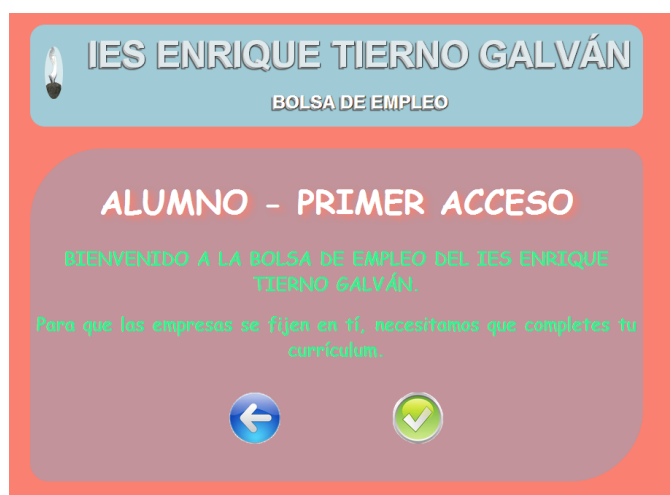 IES ENRIQUE TIERNO GALVÁN
BOLSA DE EMPLEO
ALUMNO - PRIMER ACCESO
BIENVENIDO A LA BOLSA DE EMPLEO DEL IES ENRIQUE
TIERNO GALVÁN.
Para que las empresas se fijen en tí, necesitamos que completes tu
currículum.